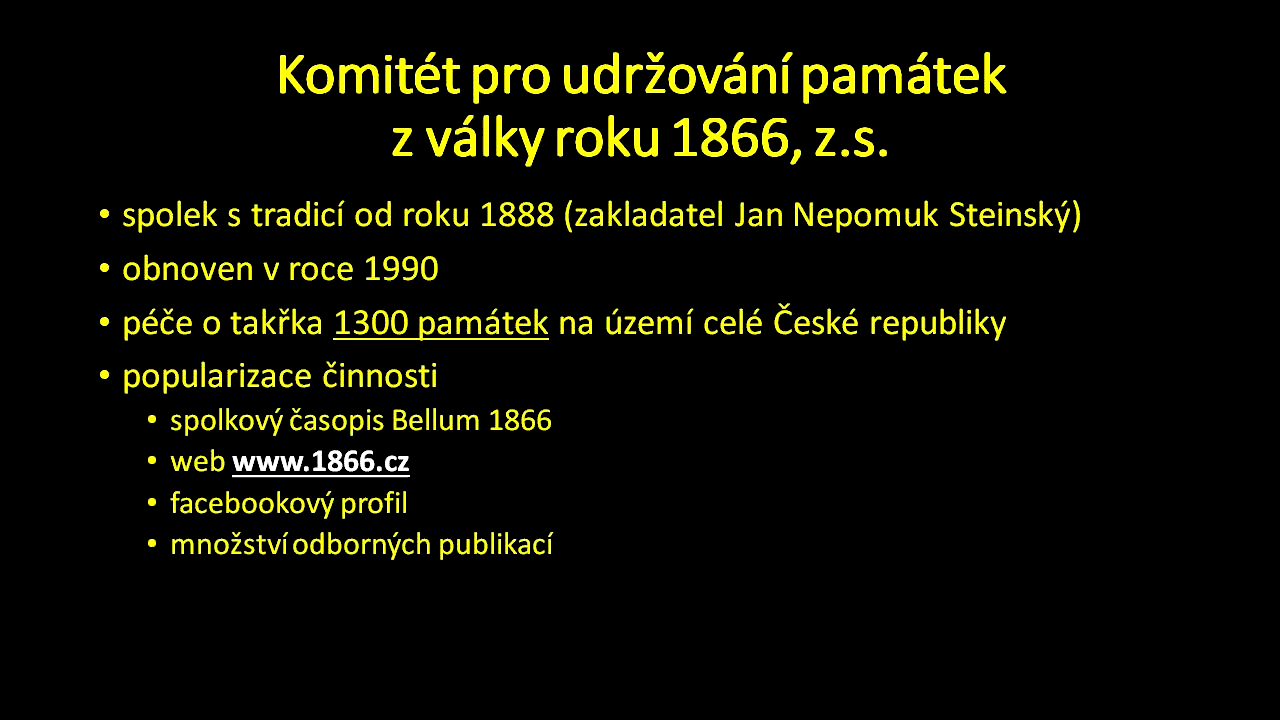 Komitét pro udržování památek
z války roku 1866, z.s.
• spolek s tradicí od roku 1888 (zakladatel Jan Nepomuk Steinský)
• obnoven v roce 1990
• péče o takřka 1300 památek na území celé České republiky
• popularizace činnosti
• spolkový časopis Bellum 1866
• web www.1866.cz
• facebookový profil
• množství odborných publikací